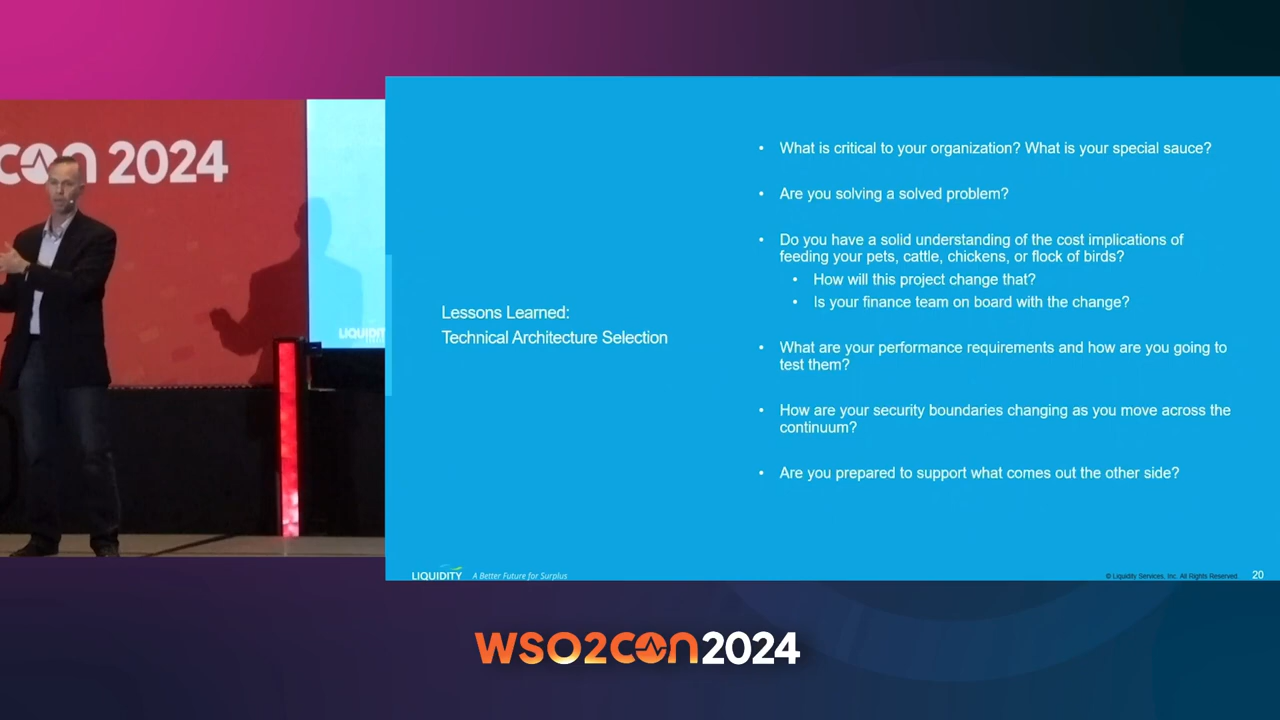 CON 2024
LIQUIDIT
Lessons Learned:
Technical Architecture Selection
• What is critical to your organization? What is your special sauce?
• Are you solving a solved problem?
• Do you have a solid understanding of the cost implications of
feeding your pets, cattle, chickens, or flock of birds?
• How will this project change that?
• Is your finance team on board with the change?
• What are your performance requirements and how are you going to
test them?
• How are your security boundaries changing as you move across the
continuum?
• Are you prepared to support what comes out the other side?
LIQUIDITY A Better Future for Surplus
© Liquidity Services, Inc. All Rights Reserved. 20
WSO2CON2024